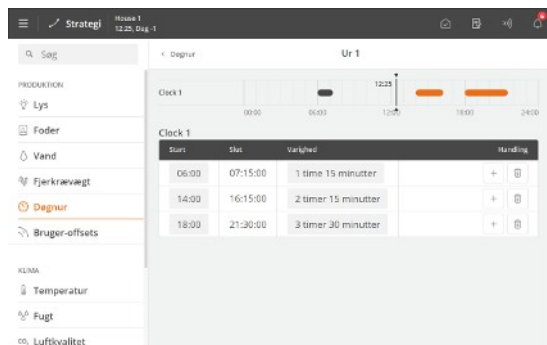 Strategi
House 1
12:25, Dag -1
Søg
Døgnur
Ur 1
PRODUKTION
Lys
Foder
Vand
Fjerkrævægt
Døgnur
Bruger-offsets
KLIMA
Temperatur
Fugt
CO₂ Luftkvalitet
Clock 1
12:25
00:00 06:00 12:00 18:00 24:00
Clock 1
Start Slut Varighed Handling
06:00 07:15:00 1 time 15 minutter
14:00 16:15:00 2 timer 15 minutter
18:00 21:30:00 3 timer 30 minutter